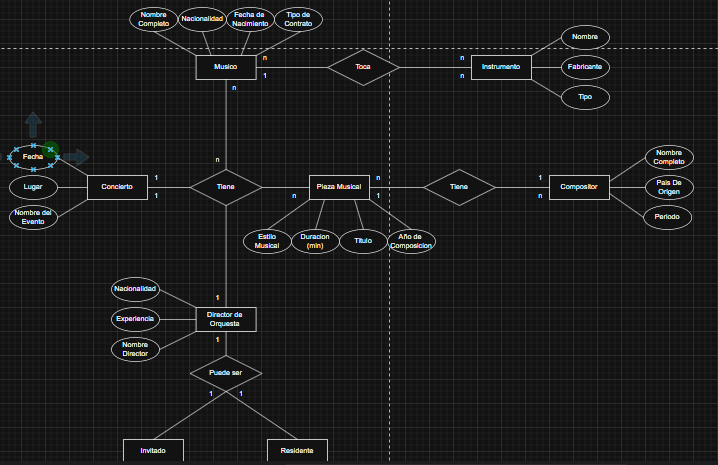 Nombre
Completo
Nacionalidad
Fecha de
Nacimiento
Tipo de
Contrato
Nombre
Musico
n
1
Toca
n
n
Instrumento
Fabricante
Tipo
n
n
Fecha
Lugar
Nombre del
Evento
Concierto
1
1
Tiene
n
Pieza Musical
n
1
Tiene
1
n
Compositor
Nombre
Completo
País De
Origen
Periodo
Estilo
Musical
Duracion
(min)
Título
Año de
Composicion
Nacionalidad
Experiencia
Nombre
Director
1
Director de
Orquesta
1
Puede ser
1
1
Invitado
Residente